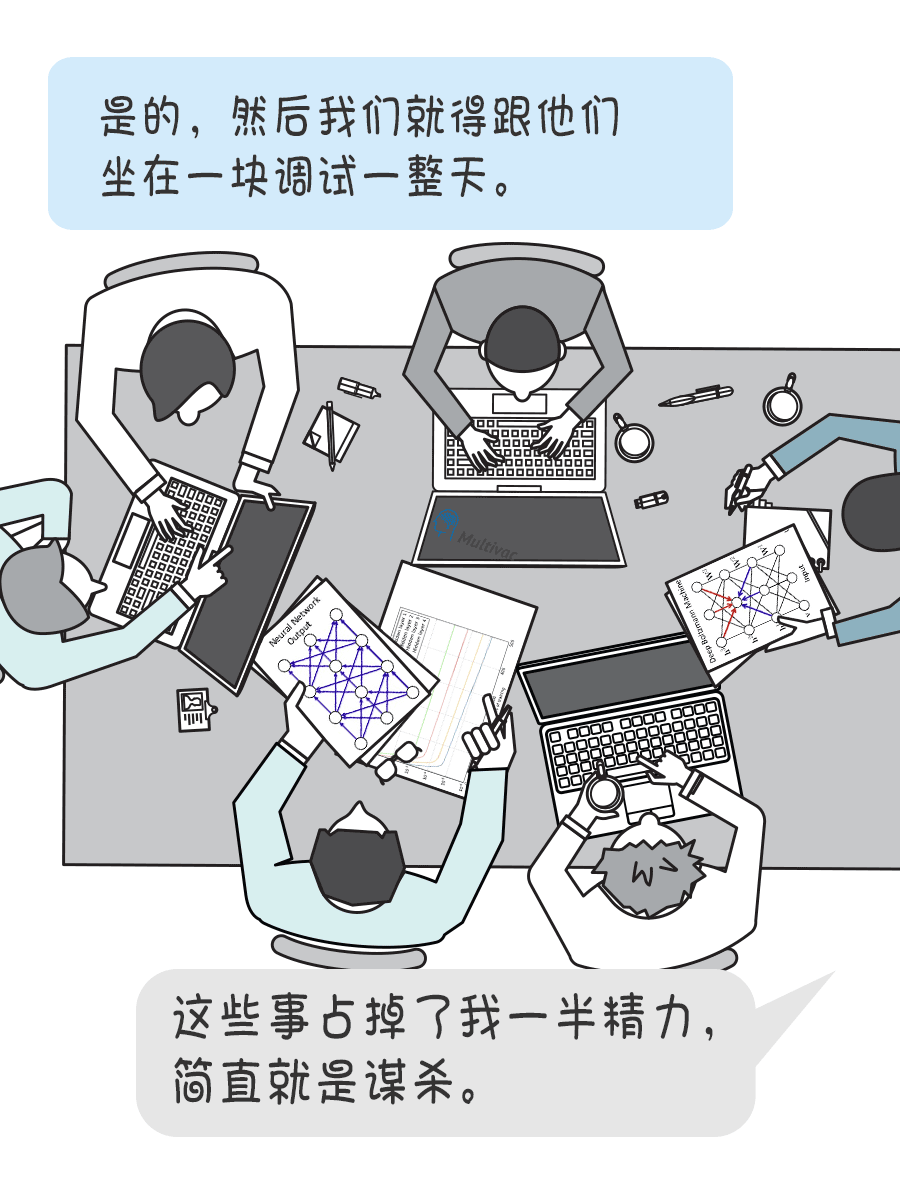 是的，然后我们就得跟他们
坐在一块调试一整天。
Multivar
Neural Network
Output
Deep Boltzmann Machine
Input
这些事占掉了我一半精力，
简直就是谋杀。